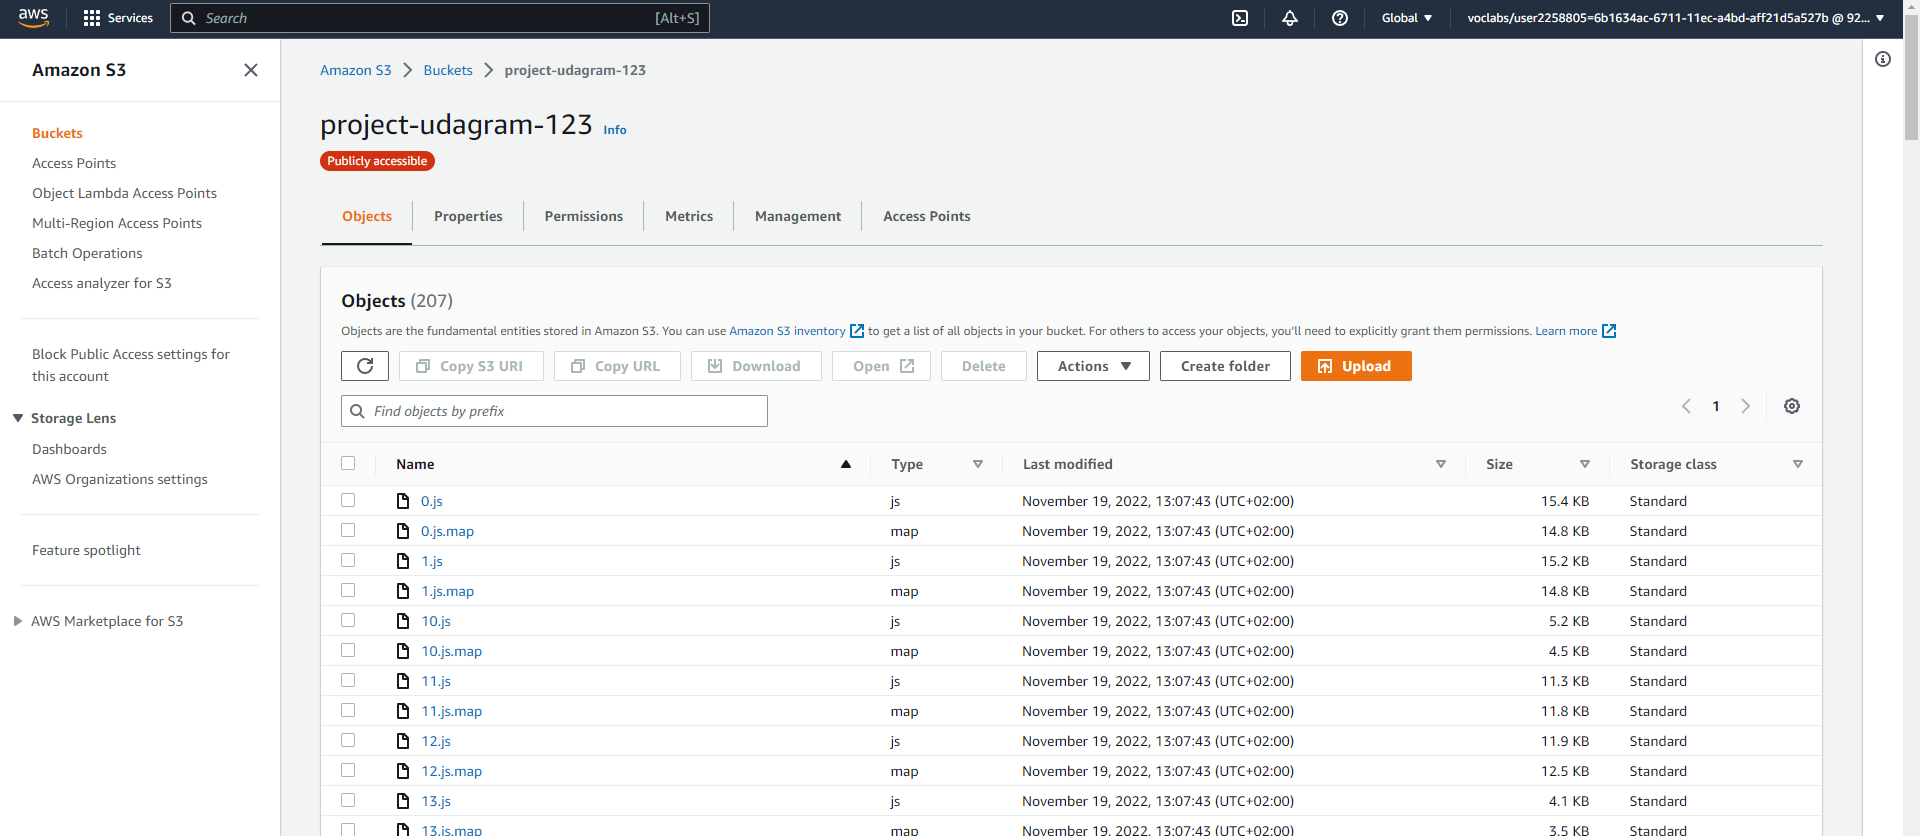 aws Services Search [Alt+S] Global voclabs/user2258805=6b1634ac-6711-11ec-a4bd-aff21d5a527b @ 92...
Amazon S3
Buckets
Access Points
Object Lambda Access Points
Multi-Region Access Points
Batch Operations
Access analyzer for S3
Block Public Access settings for
this account
Storage Lens
Dashboards
AWS Organizations settings
Feature spotlight
AWS Marketplace for S3
Amazon S3 Buckets project-udagram-123
project-udagram-123 Info
Publicly accessible
Objects Properties Permissions Metrics Management Access Points
Objects (207)
Objects are the fundamental entities stored in Amazon S3. You can use Amazon S3 inventory to get a list of all objects in your bucket. For others to access your objects, you'll need to explicitly grant them permissions. Learn more
Copy S3 URI Copy URL Download Open Delete Actions Create folder Upload
Find objects by prefix 1
Name Type Last modified Size Storage class
0.js js November 19, 2022, 13:07:43 (UTC+02:00) 15.4 KB Standard
0.js.map map November 19, 2022, 13:07:43 (UTC+02:00) 14.8 KB Standard
1.js js November 19, 2022, 13:07:43 (UTC+02:00) 15.2 KB Standard
1.js.map map November 19, 2022, 13:07:43 (UTC+02:00) 14.8 KB Standard
10.js js November 19, 2022, 13:07:43 (UTC+02:00) 5.2 KB Standard
10.js.map map November 19, 2022, 13:07:43 (UTC+02:00) 4.5 KB Standard
11.js js November 19, 2022, 13:07:43 (UTC+02:00) 11.3 KB Standard
11.js.map map November 19, 2022, 13:07:43 (UTC+02:00) 11.8 KB Standard
12.js js November 19, 2022, 13:07:43 (UTC+02:00) 11.9 KB Standard
12.js.map map November 19, 2022, 13:07:43 (UTC+02:00) 12.5 KB Standard
13.js js November 19, 2022, 13:07:43 (UTC+02:00) 4.1 KB Standard
13.js.map map November 19, 2022, 13:07:43 (UTC+02:00) 3.5 KB Standard